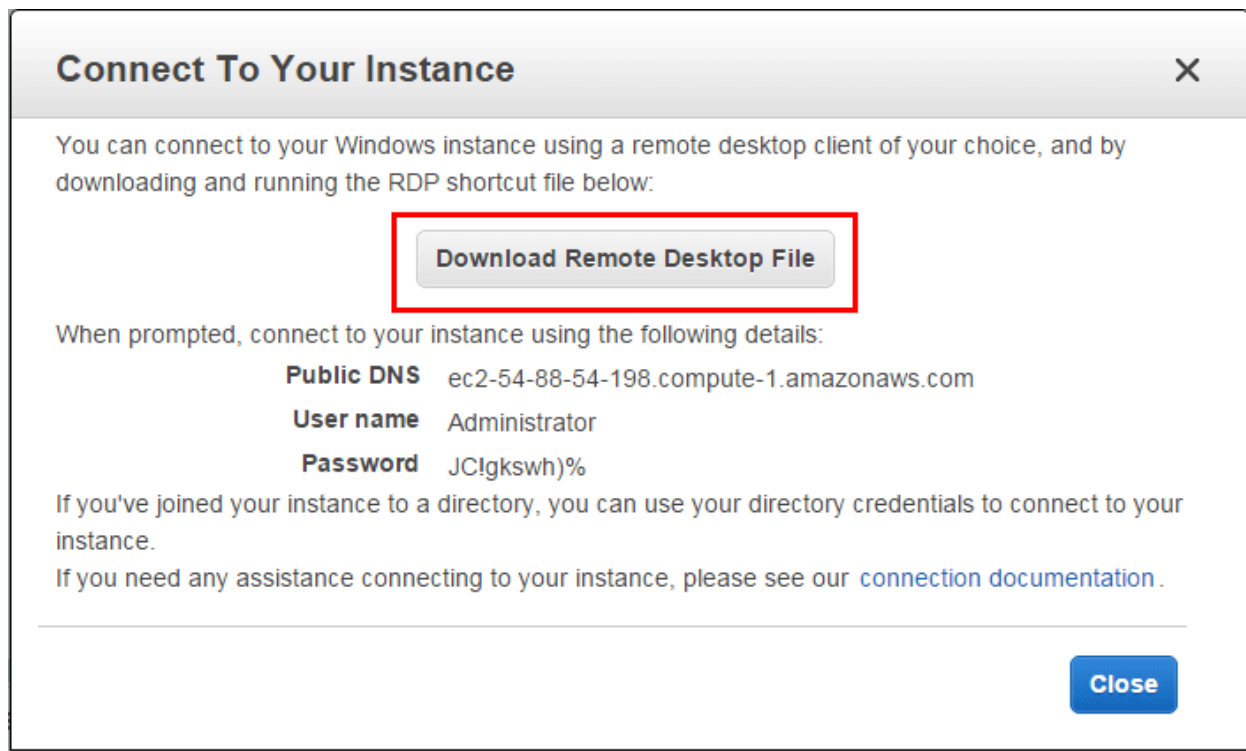 Connect To Your Instance
You can connect to your Windows instance using a remote desktop client of your choice, and by
downloading and running the RDP shortcut file below:
Download Remote Desktop File
When prompted, connect to your instance using the following details:
Public DNS ec2-54-88-54-198.compute-1.amazonaws.com
User name Administrator
Password JC!gkswh)%
If you've joined your instance to a directory, you can use your directory credentials to connect to your
instance.
If you need any assistance connecting to your instance, please see our connection documentation.
Close